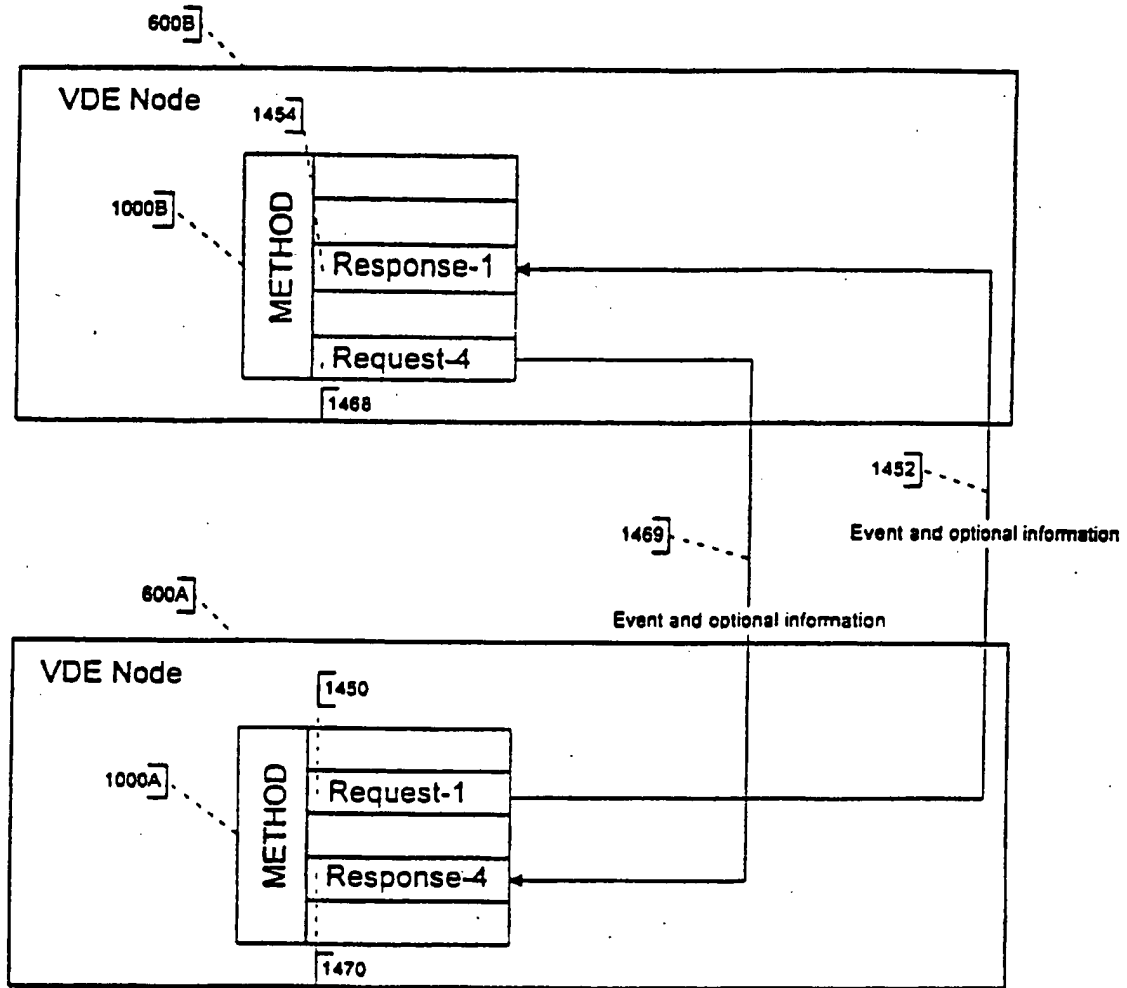 600B
VDE Node
1454
1000B
METHOD
Response-1
Request-4
1468
1452
Event and optional information
1469
600A
Event and optional information
VDE Node
1450
1000A
METHOD
Request-1
Response-4
1470